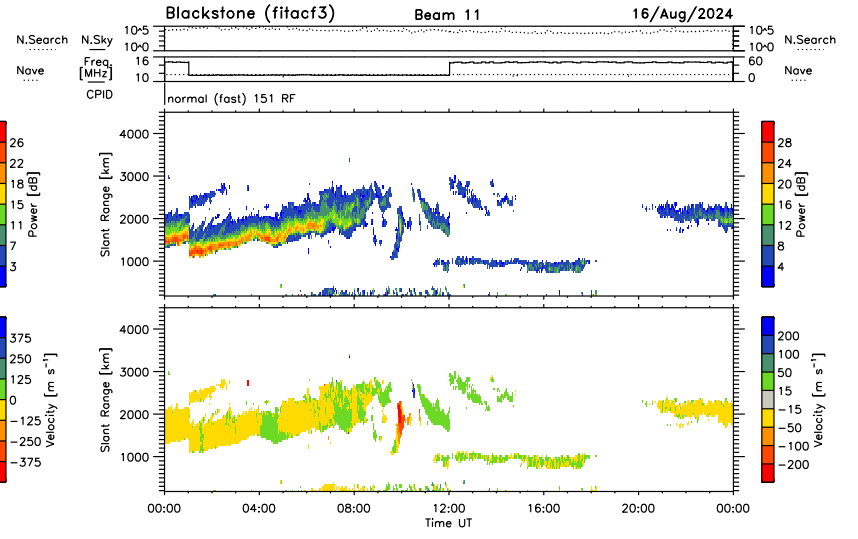 Blackstone (fitacf3) Beam 11 16/Aug/2024
N.Search N.Sky 10^5 10^0 10^5 10^0 N.Search
Nave Freq. [MHz] 16 10 60 0 Nave
CPID normal (fast) 151 RF
Power [dB] 26 22 18 15 11 7 3
Slant Range [km] 4000 3000 2000 1000
28 24 20 16 12 8 4 Power [dB]
Velocity [m s⁻¹] 375 250 125 0 −125 −250 −375
Slant Range [km] 4000 3000 2000 1000
200 100 50 15 −15 −50 −100 −200 Velocity [m s⁻¹]
00:00 04:00 08:00 12:00 16:00 20:00 00:00
Time UT